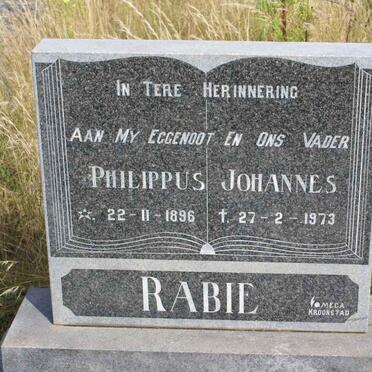 IN TERE HERINNERING
AAN MY EGGENOOT EN ONS VADER
PHILIPPUS JOHANNES
☆. 22-11-1896 † 27-2-1973
RABIE
OMEGA
KROONSTAD